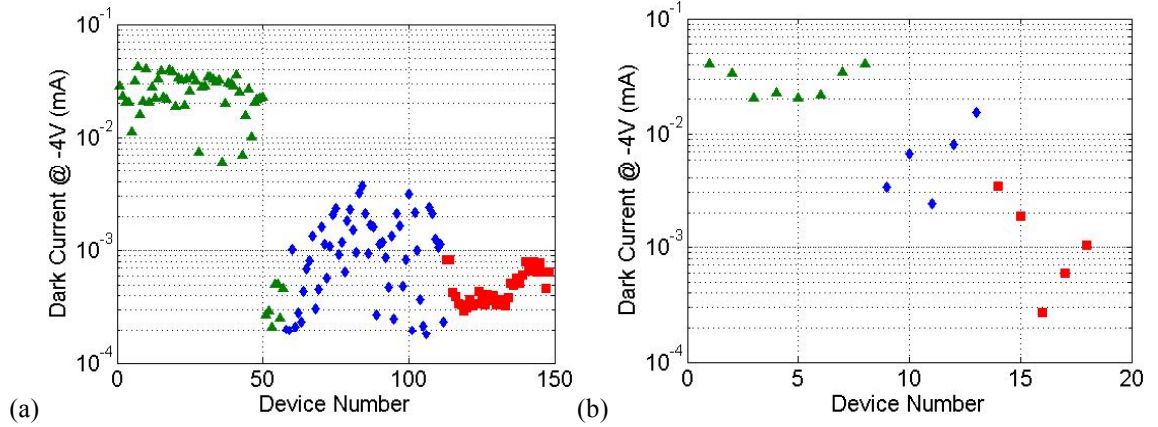 10^-1
10^-2
10^-3
10^-4
Dark Current @ -4V (mA)
0 50 100 150
Device Number
(a)
10^-1
10^-2
10^-3
10^-4
Dark Current @ -4V (mA)
0 5 10 15 20
Device Number
(b)